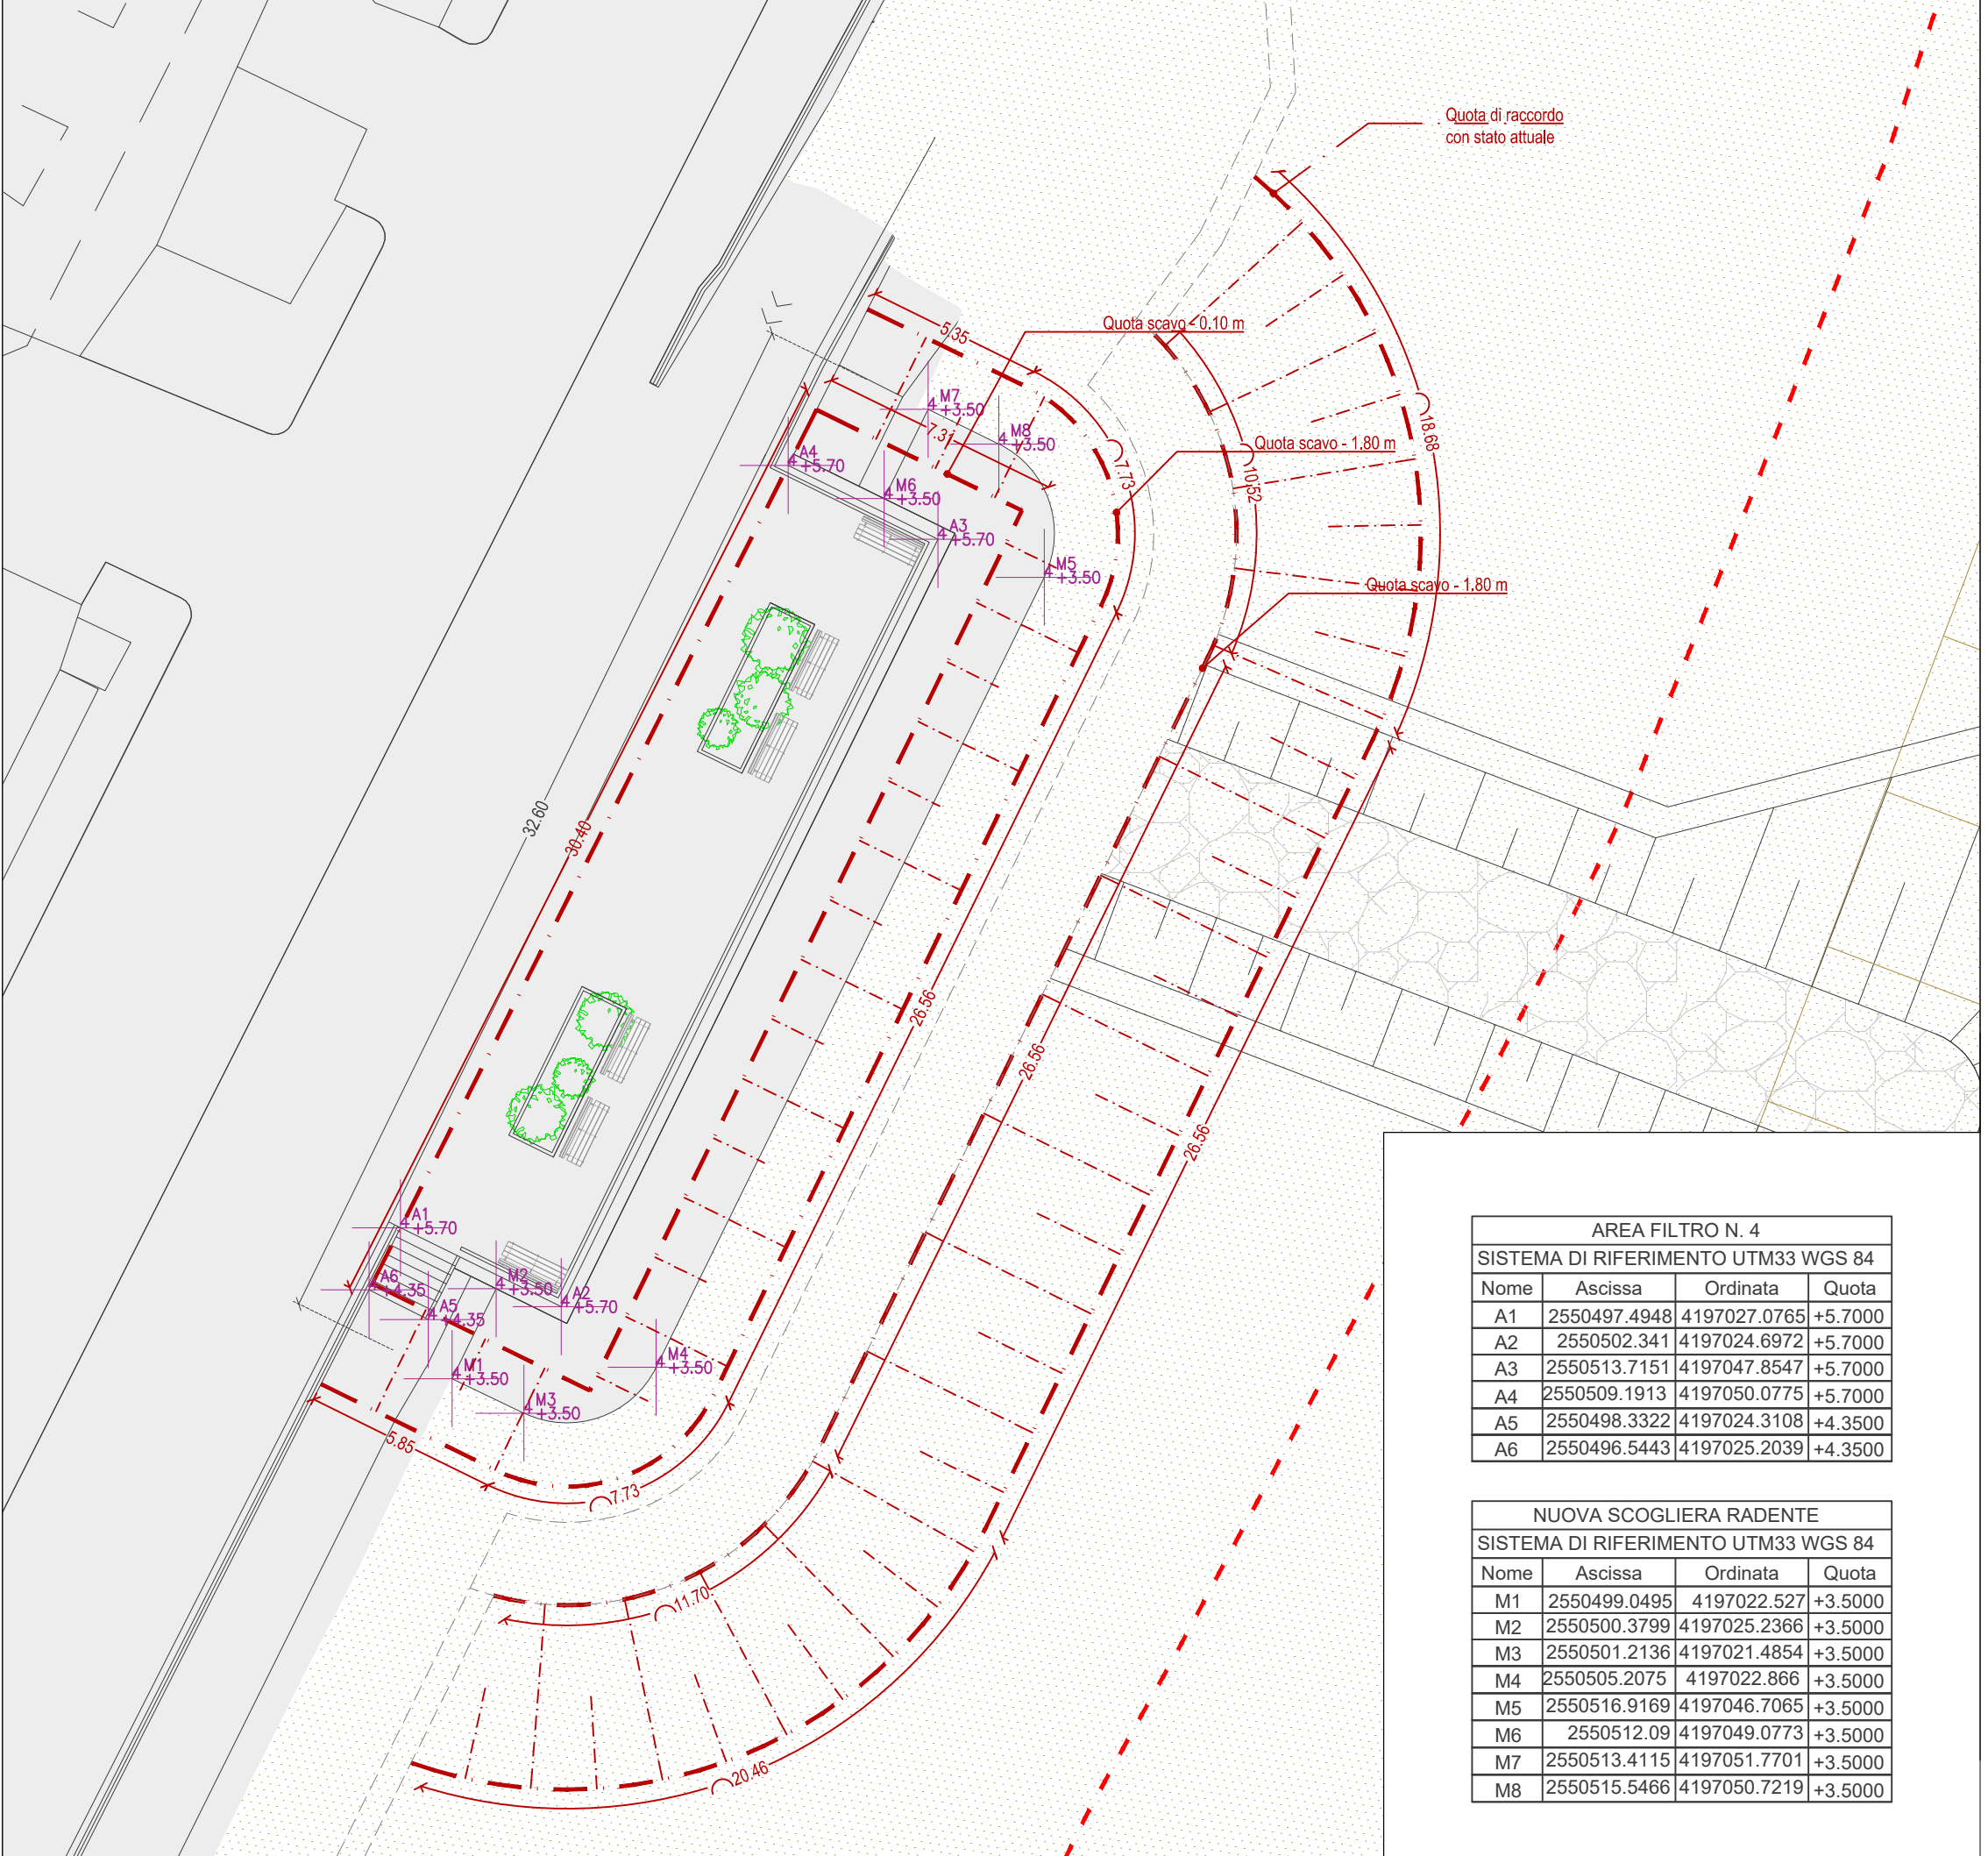 Quota di raccordo
con stato attuale
Quota scavo - 0.10 m
5.35
M7
+3.50
18.68
7.31
M8
+3.50
Quota scavo - 1.80 m
A4
+5.70
7.73
10.52
M6
+3.50
A3
+5.70
M5
+3.50
Quota scavo - 1.80 m
32.60
30.40
26.56
26.56
26.56
A1
+5.70
A6
+4.35
M2
+3.50
A2
+5.70
A5
+4.35
M1
+3.50
M4
+3.50
M3
+3.50
5.85
7.73
11.70
20.46
AREA FILTRO N. 4
SISTEMA DI RIFERIMENTO UTM33 WGS 84
Nome Ascissa Ordinata Quota
A1 2550497.4948 4197027.0765 +5.7000
A2 2550502.341 4197024.6972 +5.7000
A3 2550513.7151 4197047.8547 +5.7000
A4 2550509.1913 4197050.0775 +5.7000
A5 2550498.3322 4197024.3108 +4.3500
A6 2550496.5443 4197025.2039 +4.3500
NUOVA SCOGLIERA RADENTE
SISTEMA DI RIFERIMENTO UTM33 WGS 84
Nome Ascissa Ordinata Quota
M1 2550499.0495 4197022.527 +3.5000
M2 2550500.3799 4197025.2366 +3.5000
M3 2550501.2136 4197021.4854 +3.5000
M4 2550505.2075 4197022.866 +3.5000
M5 2550516.9169 4197046.7065 +3.5000
M6 2550512.09 4197049.0773 +3.5000
M7 2550513.4115 4197051.7701 +3.5000
M8 2550515.5466 4197050.7219 +3.5000